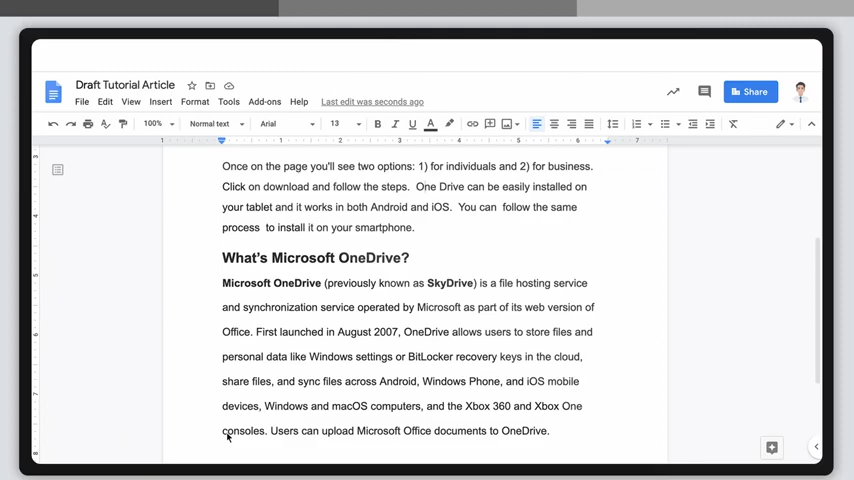 Draft Tutorial Article
File Edit View Insert Format Tools Add-ons Help Last edit was seconds ago
Share
100% Normal text Arial 13
1 1 2 3 4 5 6 7
Once on the page you'll see two options: 1) for individuals and 2) for business.
Click on download and follow the steps. One Drive can be easily installed on
your tablet and it works in both Android and iOS. You can follow the same
process to install it on your smartphone.
What's Microsoft OneDrive?
Microsoft OneDrive (previously known as SkyDrive) is a file hosting service
and synchronization service operated by Microsoft as part of its web version of
Office. First launched in August 2007, OneDrive allows users to store files and
personal data like Windows settings or BitLocker recovery keys in the cloud,
share files, and sync files across Android, Windows Phone, and iOS mobile
devices, Windows and macOS computers, and the Xbox 360 and Xbox One
consoles. Users can upload Microsoft Office documents to OneDrive.